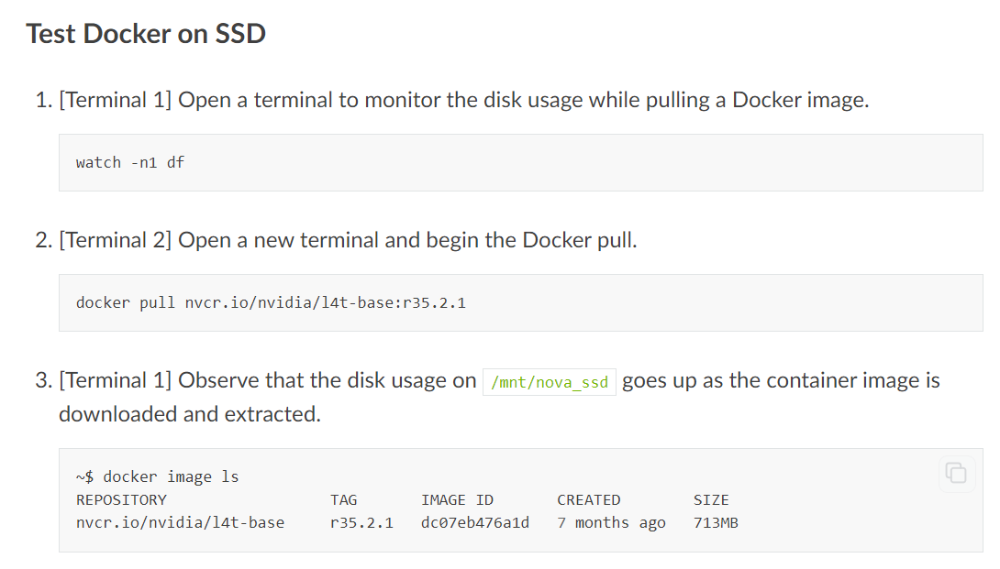 Test Docker on SSD
1. [Terminal 1] Open a terminal to monitor the disk usage while pulling a Docker image.
watch -n1 df
2. [Terminal 2] Open a new terminal and begin the Docker pull.
docker pull nvcr.io/nvidia/l4t-base:r35.2.1
3. [Terminal 1] Observe that the disk usage on /mnt/nova_ssd goes up as the container image is
downloaded and extracted.
~$ docker image ls
REPOSITORY TAG IMAGE ID CREATED SIZE
nvcr.io/nvidia/l4t-base r35.2.1 dc07eb476a1d 7 months ago 713MB